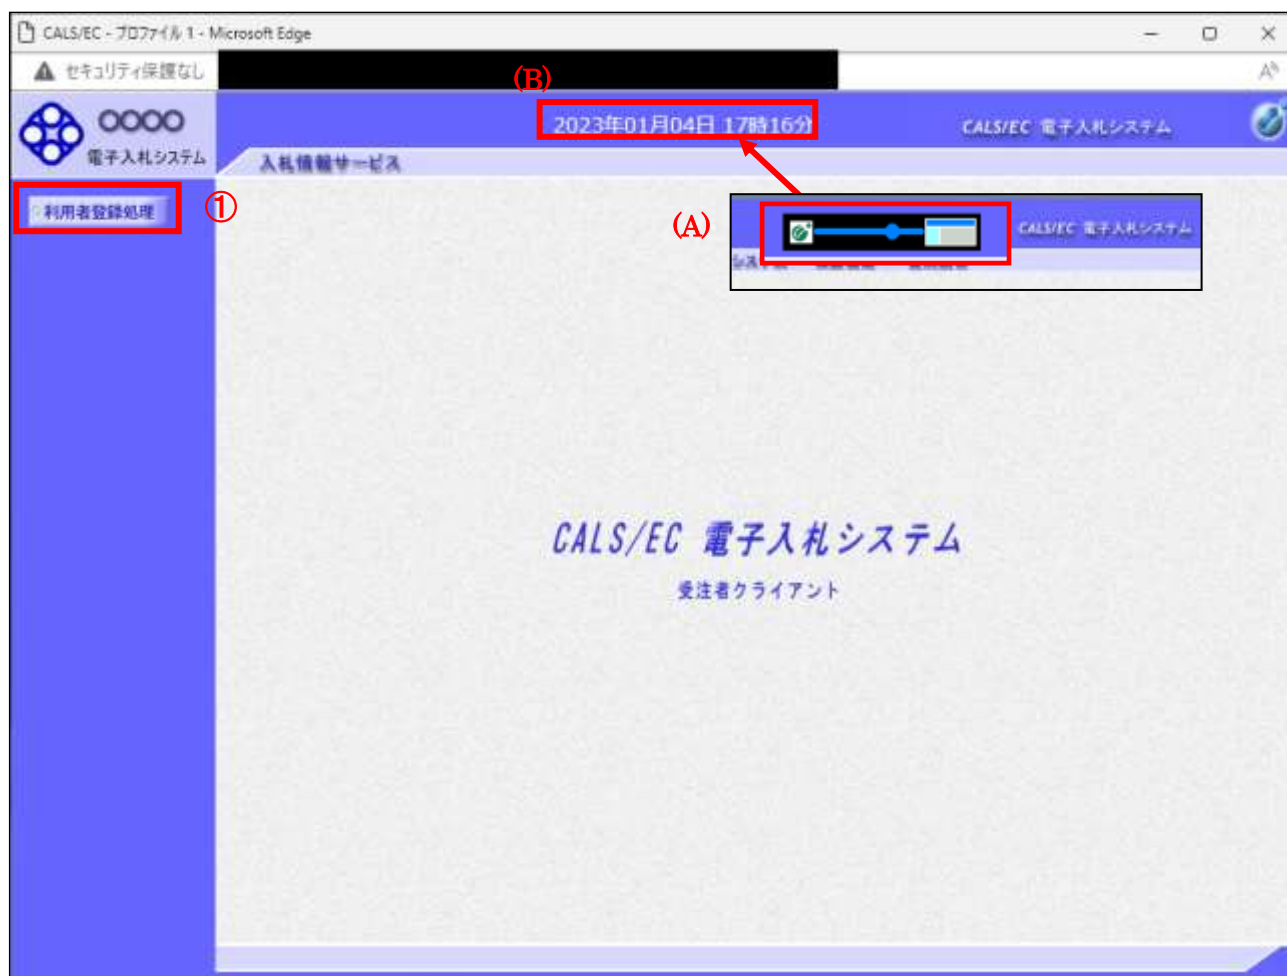 CALS/EC - プロファイル 1 - Microsoft Edge
セキュリティ保護なし
(B)
〇〇〇〇
電子入札システム
2023年01月04日 17時16分
CALS/EC 電子入札システム
入札情報サービス
利用者登録処理
①
(A)
CALS/EC 電子入札システム
CALS/EC 電子入札システム
受注者クライアント